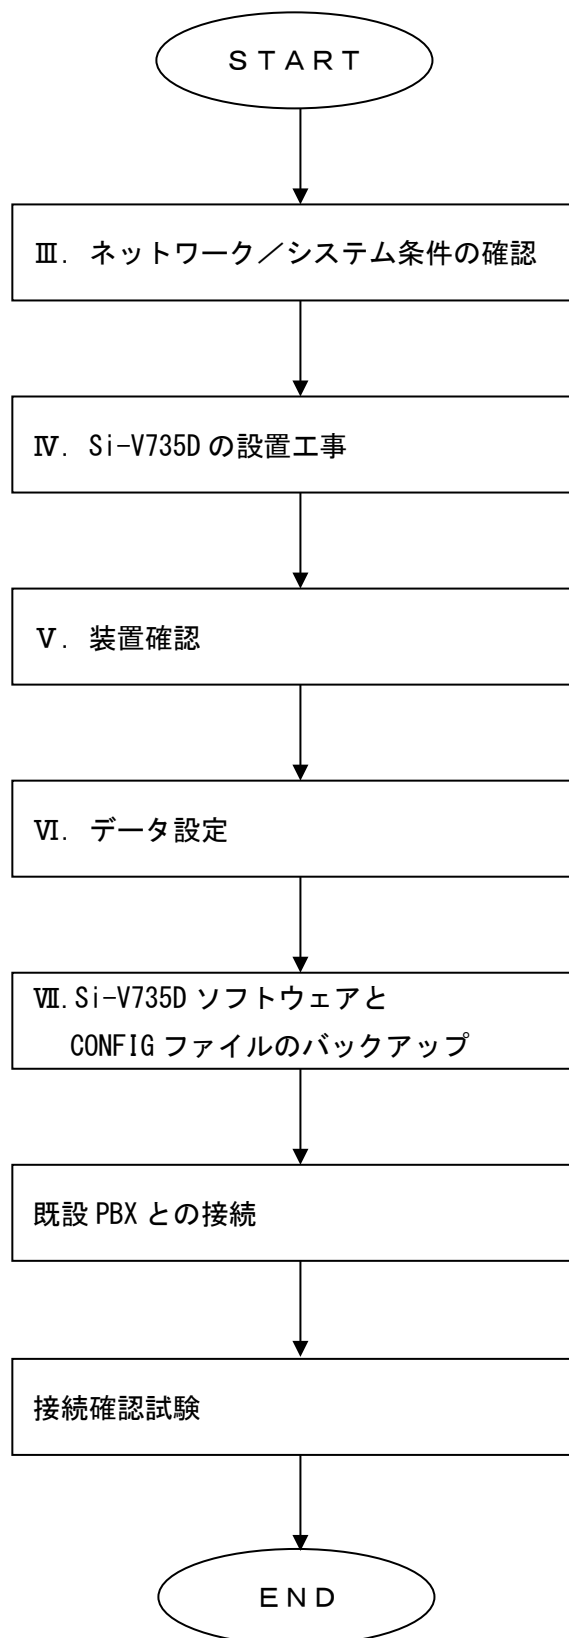 ＳＴＡＲＴ
Ⅲ．ネットワーク／システム条件の確認
Ⅳ．Si-V735D の設置工事
Ⅴ．装置確認
Ⅵ．データ設定
Ⅶ.Si-V735D ソフトウェアと
CONFIG ファイルのバックアップ
既設 PBX との接続
接続確認試験
ＥＮＤ